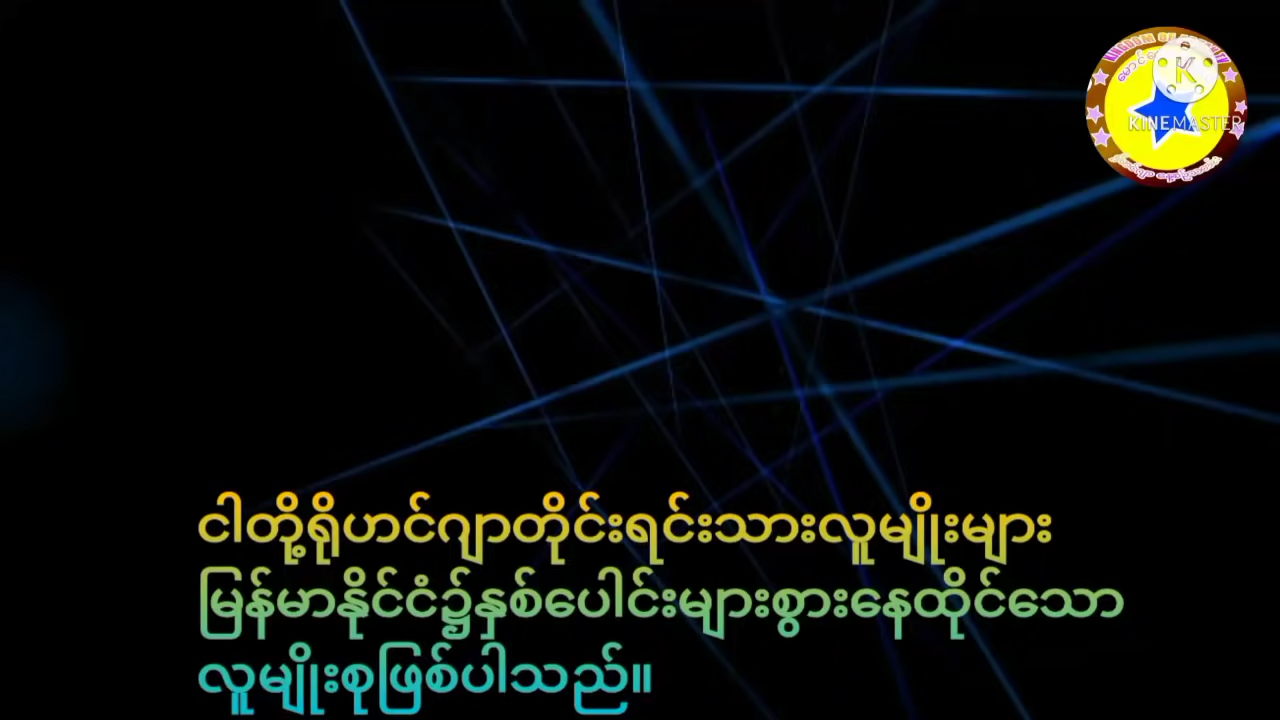 KINGDOM OF
KINEMASTER
ငါတို့ရိုဟင်ဂျာတိုင်းရင်းသားလူမျိုးများ
မြန်မာနိုင်ငံ၌နှစ်ပေါင်းများစွာနေထိုင်သော
လူမျိုးစုဖြစ်ပါသည်။